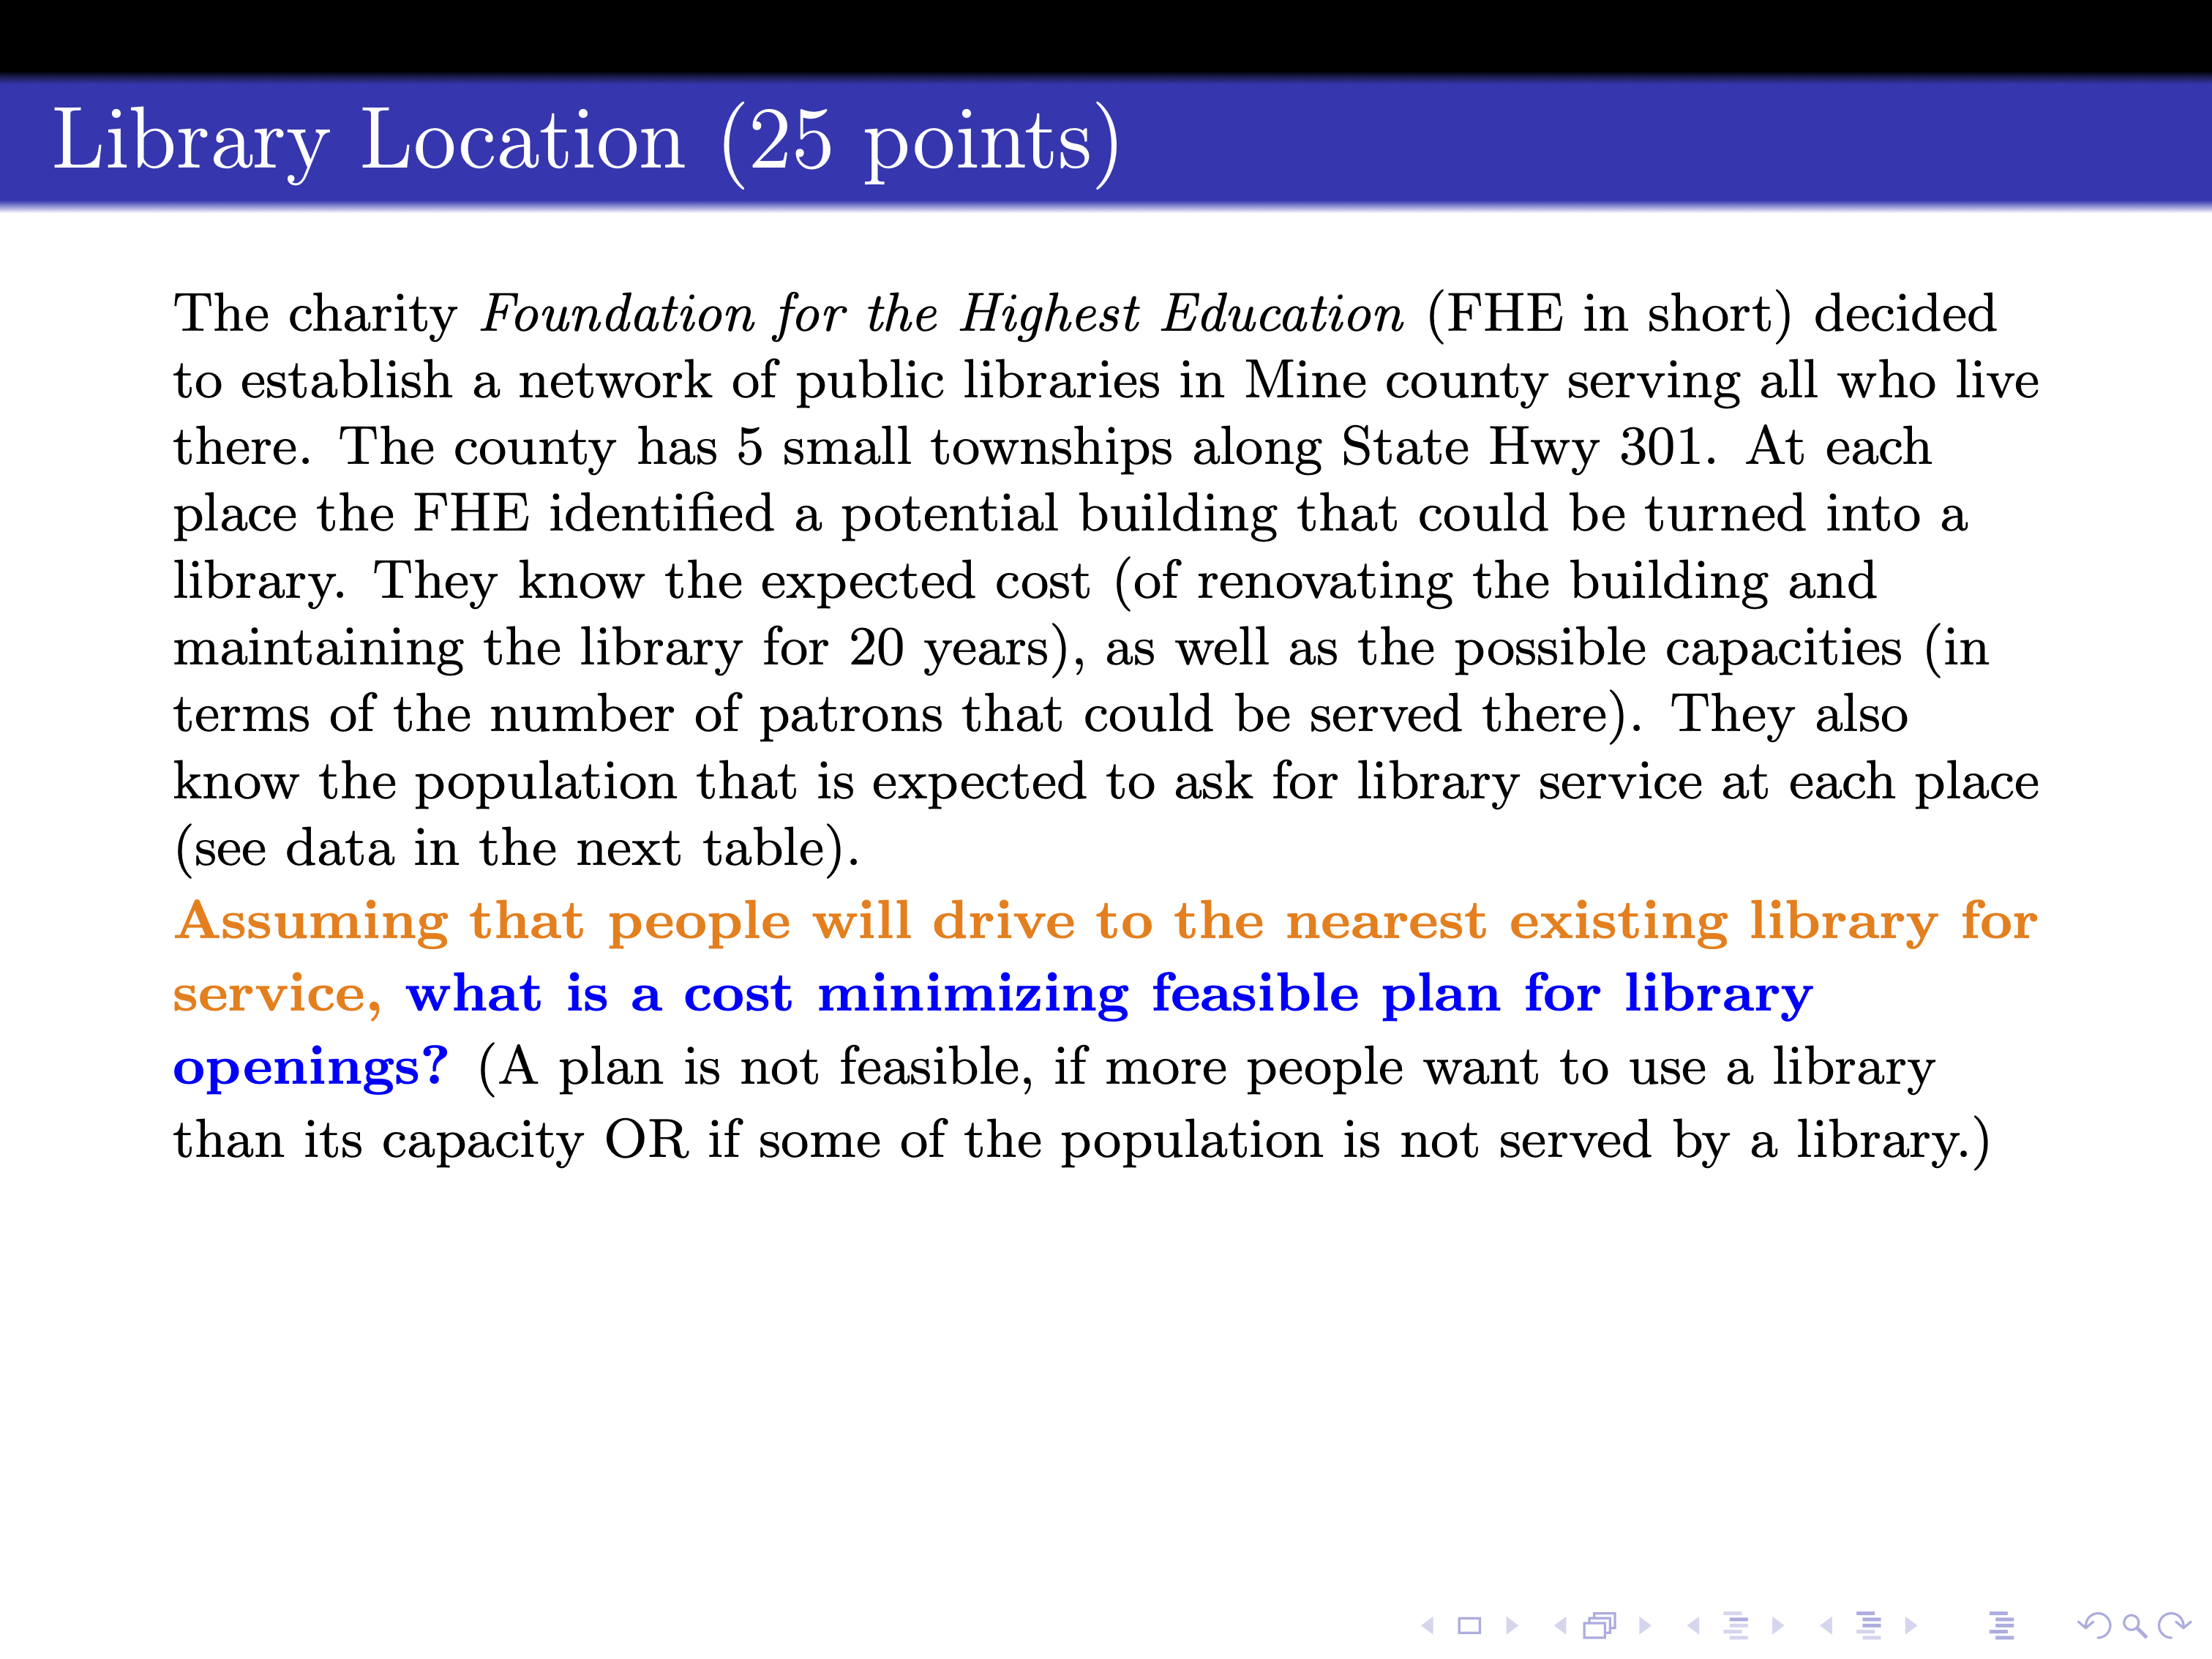 Library Location (25 points)
The charity Foundation for the Highest Education (FHE in short) decided
to establish a network of public libraries in Mine county serving all who live
there. The county has 5 small townships along State Hwy 301. At each
place the FHE identified a potential building that could be turned into a
library. They know the expected cost (of renovating the building and
maintaining the library for 20 years), as well as the possible capacities (in
terms of the number of patrons that could be served there). They also
know the population that is expected to ask for library service at each place
(see data in the next table).
Assuming that people will drive to the nearest existing library for
service, what is a cost minimizing feasible plan for library
openings? (A plan is not feasible, if more people want to use a library
than its capacity OR if some of the population is not served by a library.)